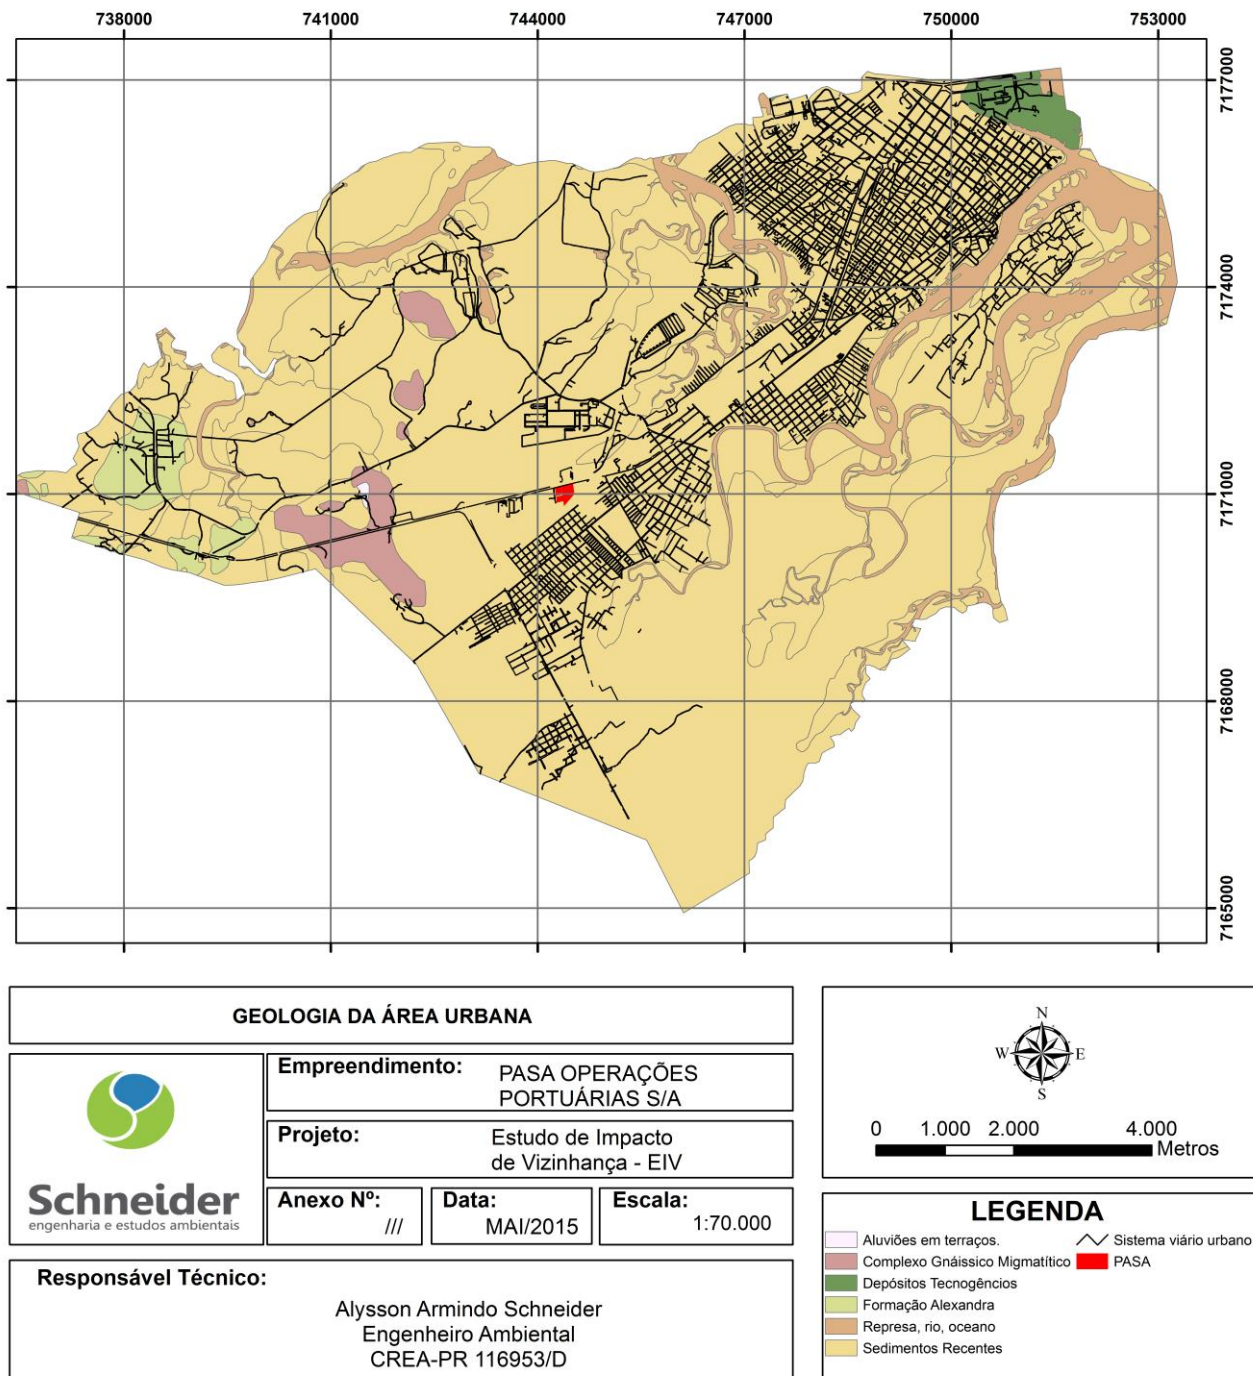 738000 741000 744000 747000 750000 753000
7177000
7174000
7171000
7168000
7165000
GEOLOGIA DA ÁREA URBANA
Schneider
engenharia e estudos ambientais
Empreendimento: PASA OPERAÇÕES
PORTUÁRIAS S/A
Projeto: Estudo de Impacto
de Vizinhança - EIV
Anexo Nº:
///
Data:
MAI/2015
Escala:
1:70.000
Responsável Técnico:
Alysson Armindo Schneider
Engenheiro Ambiental
CREA-PR 116953/D
N
W E
S
0 1.000 2.000 4.000
Metros
LEGENDA
Aluviões em terraços.
Complexo Gnáissico Migmatítico
Depósitos Tecnogêncios
Formação Alexandra
Represa, rio, oceano
Sedimentos Recentes
Sistema viário urbano
PASA